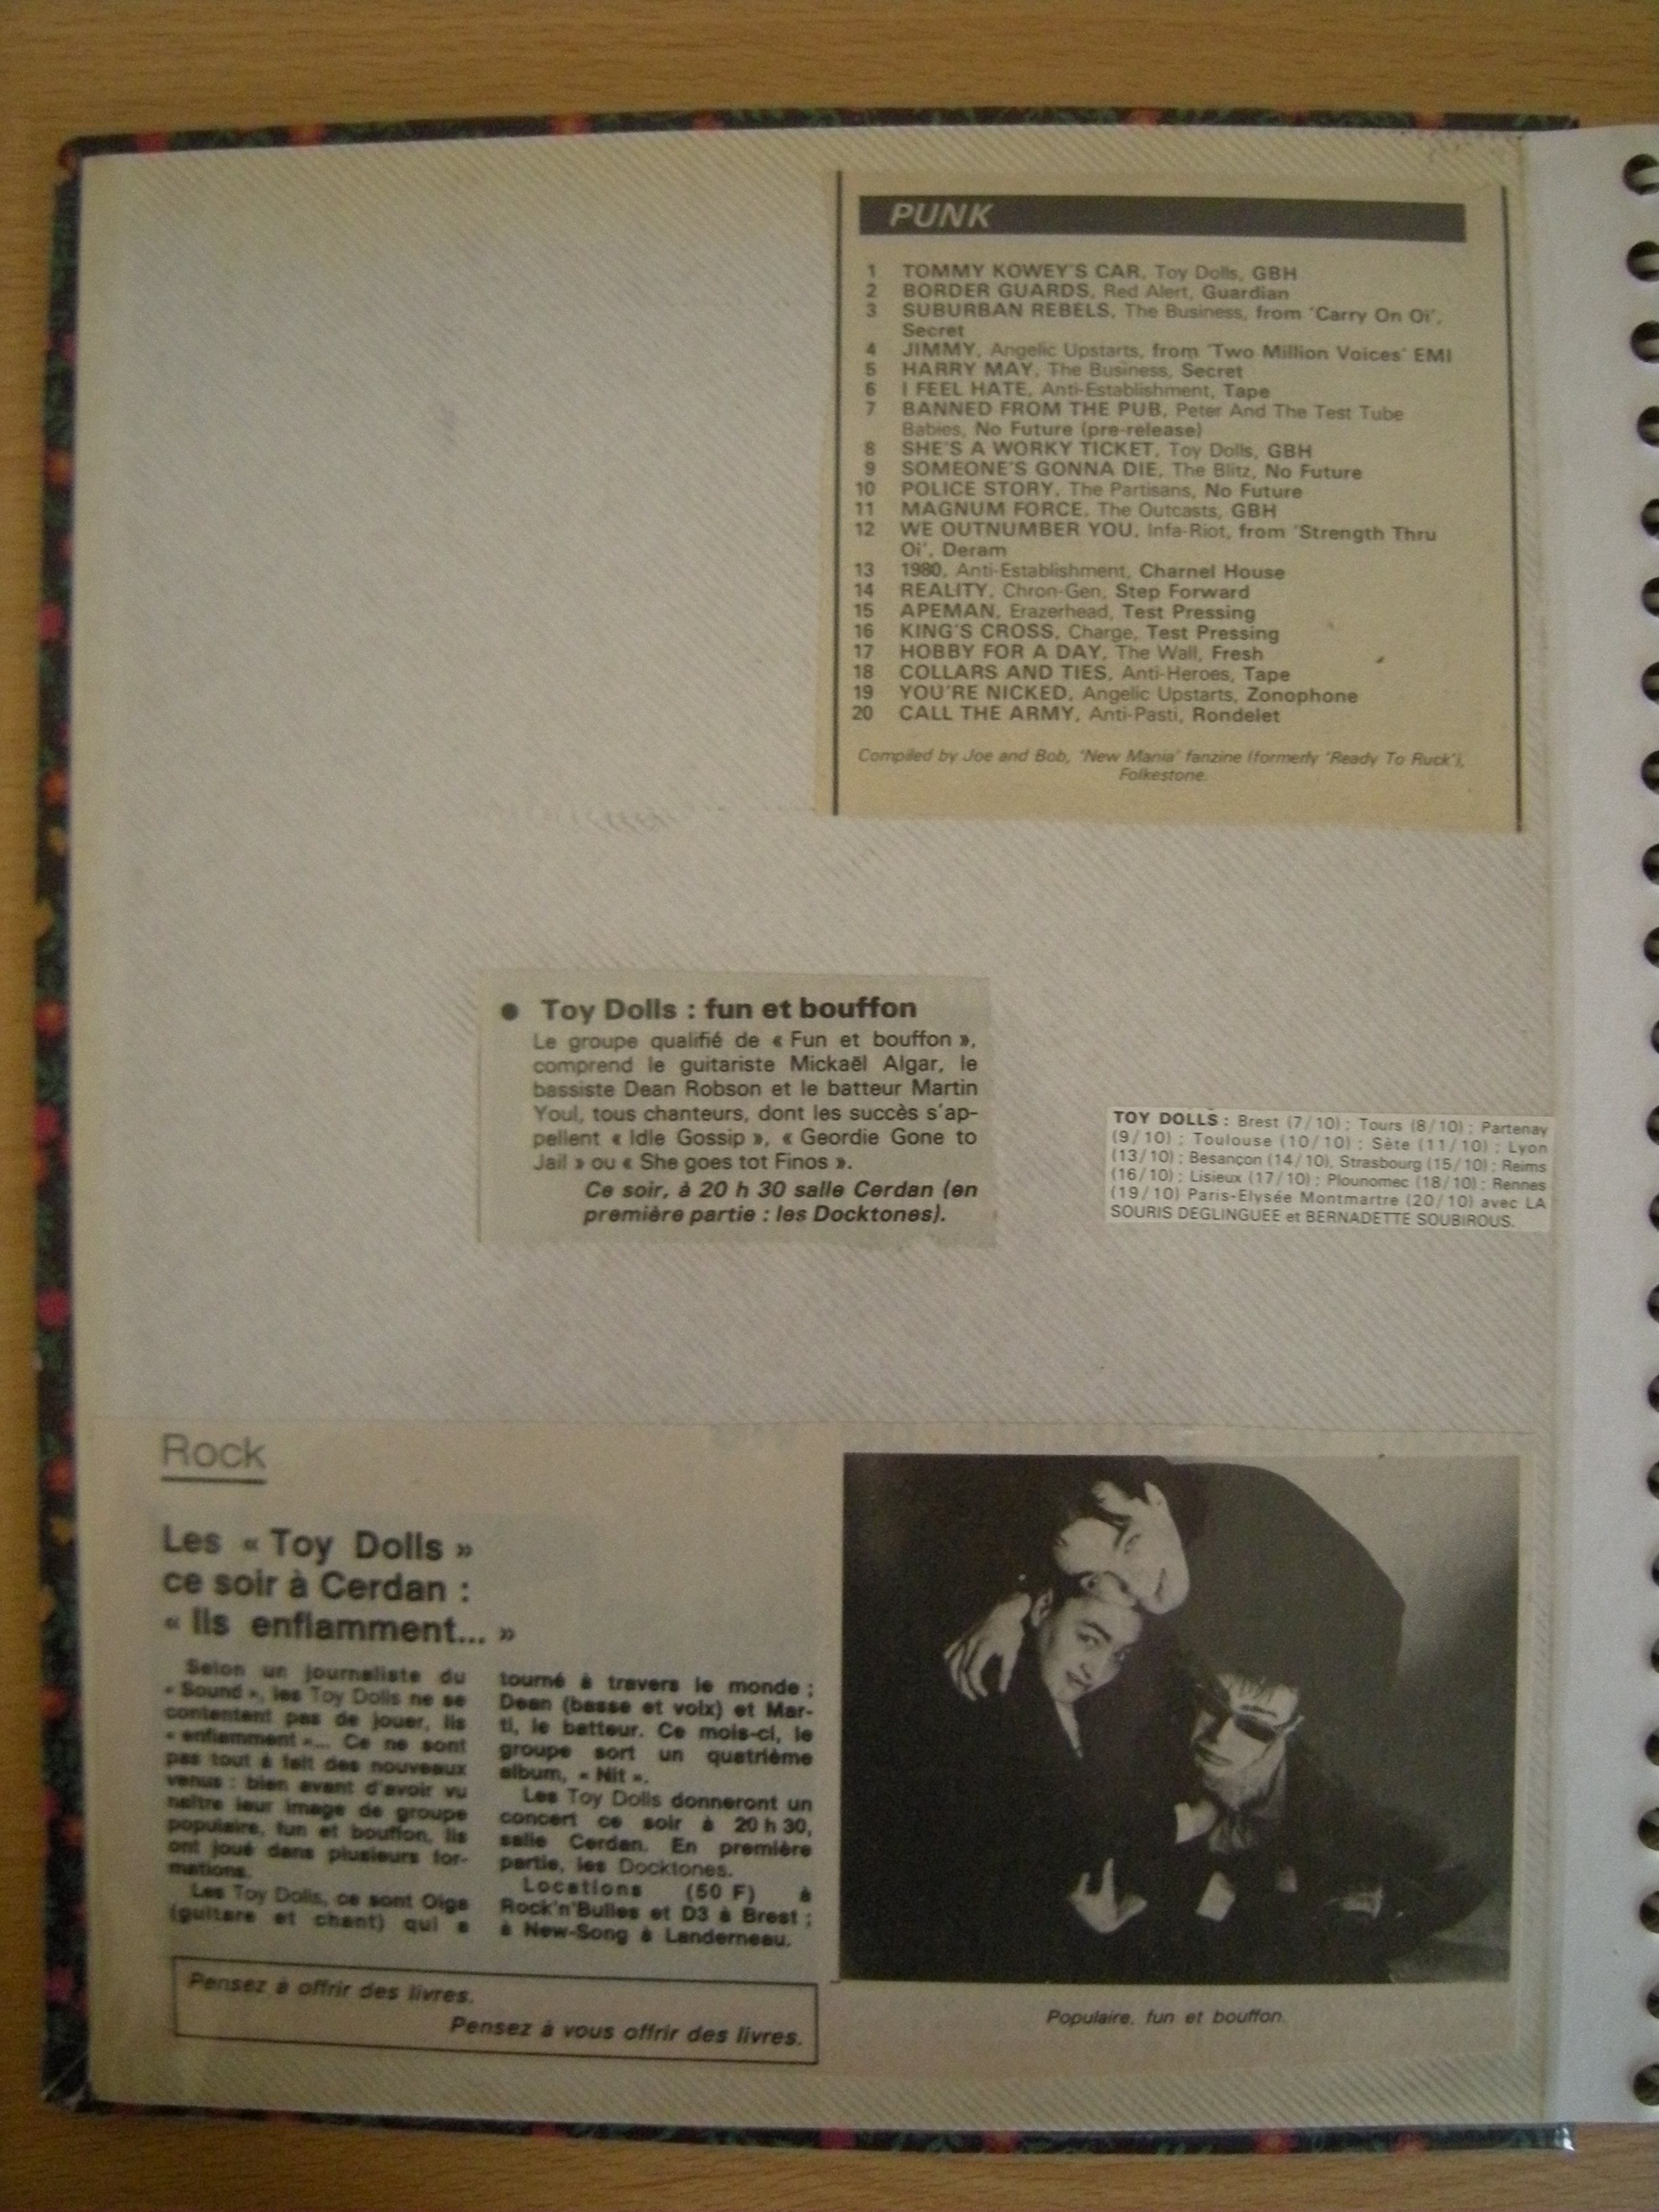 PUNK
1 TOMMY KOWEY'S CAR, Toy Dolls, GBH
2 BORDER GUARDS, Red Alert, Guardian
3 SUBURBAN REBELS, The Business, from 'Carry On Oi',
Secret
4 JIMMY, Angelic Upstarts, from 'Two Million Voices' EMI
5 HARRY MAY, The Business, Secret
6 I FEEL HATE, Anti-Establishment, Tape
7 BANNED FROM THE PUB, Peter And The Test Tube
Babies, No Future (pre-release)
8 SHE'S A WORKY TICKET, Toy Dolls, GBH
9 SOMEONE'S GONNA DIE, The Blitz, No Future
10 POLICE STORY, The Partisans, No Future
11 MAGNUM FORCE, The Outcasts, GBH
12 WE OUTNUMBER YOU, Infa-Riot, from 'Strength Thru
Oi', Deram
13 1980, Anti-Establishment, Charnel House
14 REALITY, Chron-Gen, Step Forward
15 APEMAN, Erazerhead, Test Pressing
16 KING'S CROSS, Charge, Test Pressing
17 HOBBY FOR A DAY, The Wall, Fresh
18 COLLARS AND TIES, Anti-Heroes, Tape
19 YOU'RE NICKED, Angelic Upstarts, Zonophone
20 CALL THE ARMY, Anti-Pasti, Rondelet
Compiled by Joe and Bob, 'New Mania' fanzine (formerly 'Ready To Ruck'),
Folkestone.
● Toy Dolls : fun et bouffon
Le groupe qualifié de « Fun et bouffon »,
comprend le guitariste Mickaël Algar, le
bassiste Dean Robson et le batteur Martin
Youl, tous chanteurs, dont les succès s'ap-
pellent « Idle Gossip », « Geordie Gone to
Jail » ou « She goes tot Finos ».
Ce soir, à 20 h 30 salle Cerdan (en
première partie : les Docktones).
TOY DOLLS : Brest (7/10) ; Tours (8/10) ; Partenay
(9/10) ; Toulouse (10/10) ; Sète (11/10) ; Lyon
(13/10) ; Besançon (14/10), Strasbourg (15/10) ; Reims
(16/10) ; Lisieux (17/10) ; Plounomec (18/10) ; Rennes
(19/10) Paris-Elysée Montmartre (20/10) avec LA
SOURIS DEGLINGUEE et BERNADETTE SOUBIROUS.
Rock
Les « Toy Dolls »
ce soir à Cerdan :
« Ils enflamment... »
Selon un journaliste du
« Sound », les Toy Dolls ne se
contentent pas de jouer, ils
« enflamment »... Ce ne sont
pas tout à fait des nouveaux
venus : bien avant d'avoir vu
naître leur image de groupe
populaire, fun et bouffon, ils
ont joué dans plusieurs for-
mations.
Les Toy Dolls, ce sont Olga
(guitare et chant) qui a
tourné à travers le monde ;
Dean (basse et voix) et Mar-
ti, le batteur. Ce mois-ci, le
groupe sort un quatrième
album, « Nit ».
Les Toy Dolls donneront un
concert ce soir à 20 h 30,
salle Cerdan. En première
partie, les Docktones.
Locations (50 F) à
Rock'n'Bulles et D3 à Brest ;
à New-Song à Landerneau.
Pensez à offrir des livres.
Pensez à vous offrir des livres.
Populaire, fun et bouffon.